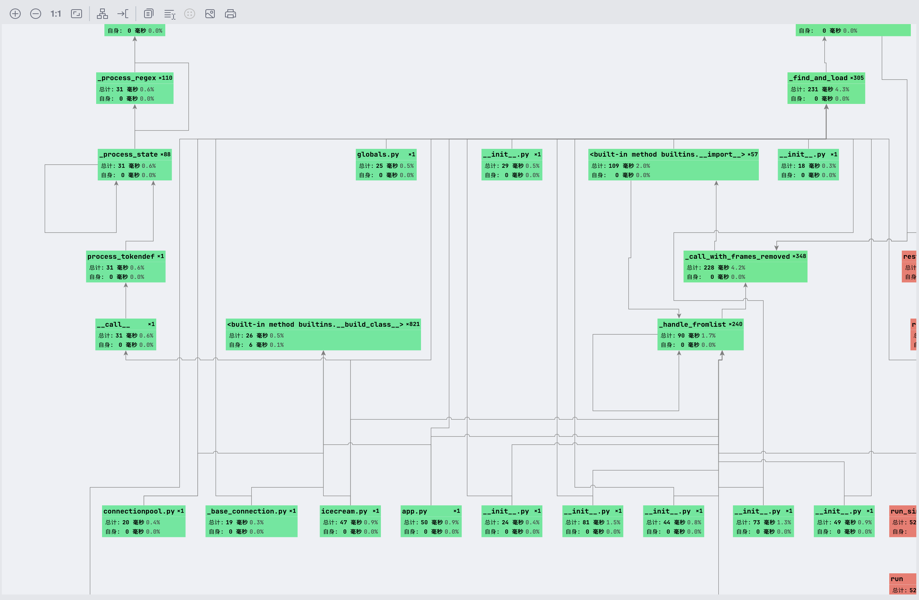 1:1
自身: 0 毫秒 0.0%
自身: 0 毫秒 0.0%
_process_regex ×110
总计: 31 毫秒 0.6%
自身: 0 毫秒 0.0%
_find_and_load ×305
总计: 231 毫秒 4.3%
自身: 0 毫秒 0.0%
_process_state ×88
总计: 31 毫秒 0.6%
自身: 0 毫秒 0.0%
globals.py ×1
总计: 25 毫秒 0.5%
自身: 0 毫秒 0.0%
__init__.py ×1
总计: 29 毫秒 0.5%
自身: 0 毫秒 0.0%
<built-in method builtins.__import__> ×57
总计: 109 毫秒 2.0%
自身: 0 毫秒 0.0%
__init__.py ×1
总计: 18 毫秒 0.3%
自身: 0 毫秒 0.0%
process_tokendef ×1
总计: 31 毫秒 0.6%
自身: 0 毫秒 0.0%
_call_with_frames_removed ×348
总计: 228 毫秒 4.2%
自身: 0 毫秒 0.0%
res
__call__ ×1
总计: 31 毫秒 0.6%
自身: 0 毫秒 0.0%
<built-in method builtins.__build_class__> ×821
总计: 26 毫秒 0.5%
自身: 6 毫秒 0.1%
_handle_fromlist ×240
总计: 90 毫秒 1.7%
自身: 0 毫秒 0.0%
connectionpool.py ×1
总计: 20 毫秒 0.4%
自身: 0 毫秒 0.0%
_base_connection.py ×1
总计: 19 毫秒 0.3%
自身: 0 毫秒 0.0%
icecream.py ×1
总计: 47 毫秒 0.9%
自身: 0 毫秒 0.0%
app.py ×1
总计: 50 毫秒 0.9%
自身: 0 毫秒 0.0%
__init__.py ×1
总计: 24 毫秒 0.4%
自身: 0 毫秒 0.0%
__init__.py ×1
总计: 81 毫秒 1.5%
自身: 0 毫秒 0.0%
__init__.py ×1
总计: 44 毫秒 0.8%
自身: 0 毫秒 0.0%
__init__.py ×1
总计: 73 毫秒 1.3%
自身: 0 毫秒 0.0%
__init__.py ×1
总计: 49 毫秒 0.9%
自身: 0 毫秒 0.0%
run_si
总计: 52
自身:
run
总计: 52